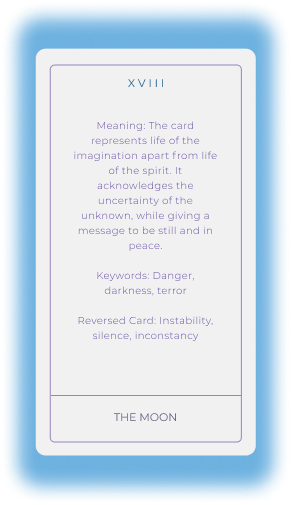 XVIII
Meaning: The card
represents life of the
imagination apart from life
of the spirit. It
acknowledges the
uncertainty of the
unknown, while giving a
message to be still and in
peace.
Keywords: Danger,
darkness, terror
Reversed Card: Instability,
silence, inconstancy
THE MOON